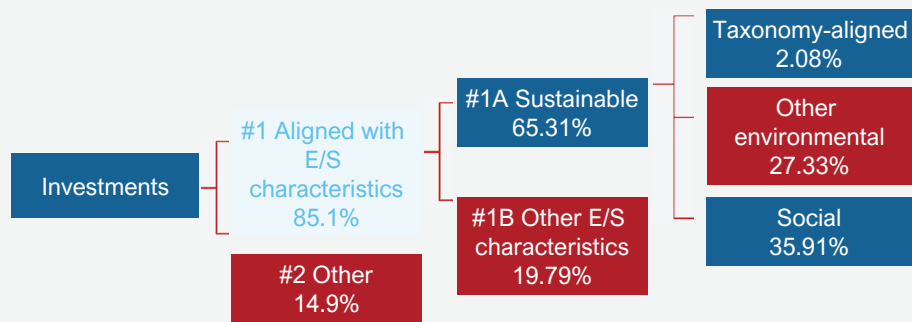 Investments
#1 Aligned with
E/S
characteristics
85.1%
#2 Other
14.9%
#1A Sustainable
65.31%
#1B Other E/S
characteristics
19.79%
Taxonomy-aligned
2.08%
Other
environmental
27.33%
Social
35.91%